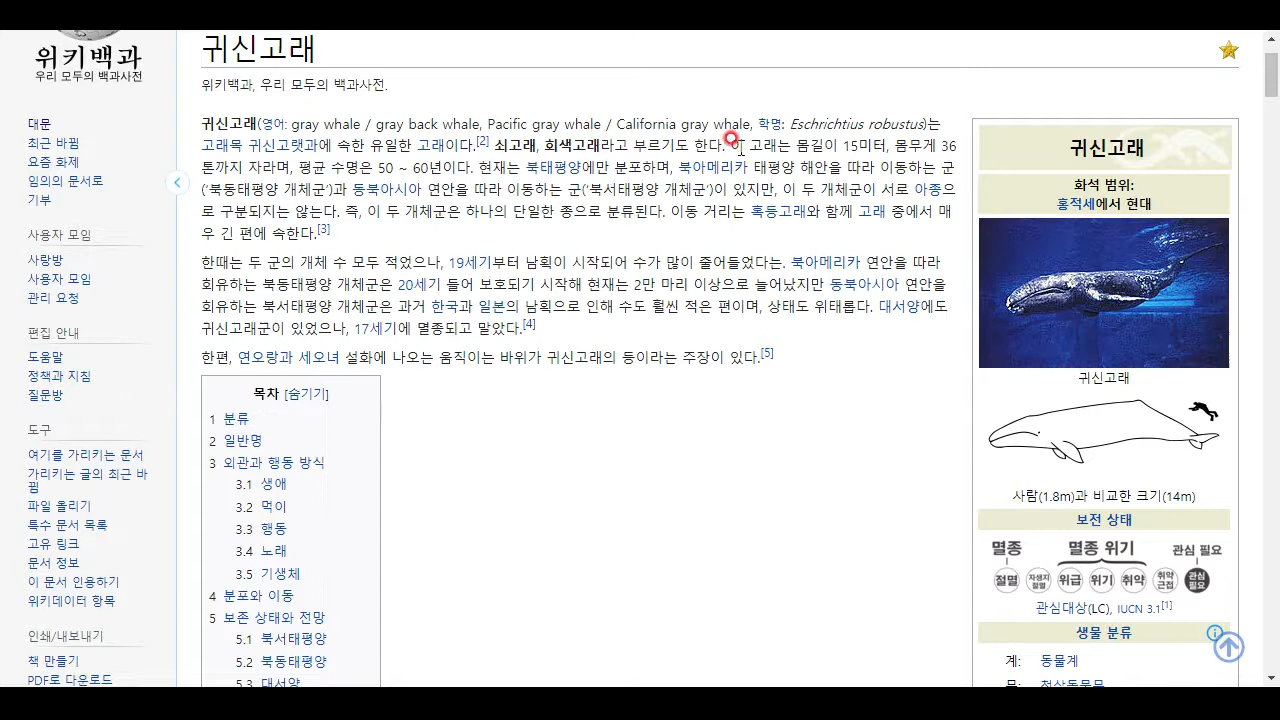 위키백과
우리 모두의 백과사전
대문
최근 바뀜
요즘 화제
임의의 문서로
기부
사용자 모임
사랑방
사용자 모임
관리 요청
편집 안내
도움말
정책과 지침
질문방
도구
여기를 가리키는 문서
가리키는 글의 최근 바
뀜
파일 올리기
특수 문서 목록
고유 링크
문서 정보
이 문서 인용하기
위키데이터 항목
인쇄/내보내기
책 만들기
PDF로 다운로드
귀신고래
위키백과, 우리 모두의 백과사전.
귀신고래(영어: gray whale / gray back whale, Pacific gray whale / California gray whale, 학명: Eschrichtius robustus)는
고래목 귀신고랫과에 속한 유일한 고래이다.[2] 쇠고래, 회색고래라고 부르기도 한다. 이 고래는 몸길이 15미터, 몸무게 36
톤까지 자라며, 평균 수명은 50 ~ 60년이다. 현재는 북태평양에만 분포하며, 북아메리카 태평양 해안을 따라 이동하는 군
(‘북동태평양 개체군’)과 동북아시아 연안을 따라 이동하는 군(‘북서태평양 개체군’)이 있지만, 이 두 개체군이 서로 아종으
로 구분되지는 않는다. 즉, 이 두 개체군은 하나의 단일한 종으로 분류된다. 이동 거리는 혹등고래와 함께 고래 중에서 매
우 긴 편에 속한다.[3]
한때는 두 군의 개체 수 모두 적었으나, 19세기부터 남획이 시작되어 수가 많이 줄어들었다는. 북아메리카 연안을 따라
회유하는 북동태평양 개체군은 20세기 들어 보호되기 시작해 현재는 2만 마리 이상으로 늘어났지만 동북아시아 연안을
회유하는 북서태평양 개체군은 과거 한국과 일본의 남획으로 인해 수도 훨씬 적은 편이며, 상태도 위태롭다. 대서양에도
귀신고래군이 있었으나, 17세기에 멸종되고 말았다.[4]
한편, 연오랑과 세오녀 설화에 나오는 움직이는 바위가 귀신고래의 등이라는 주장이 있다.[5]
목차 [숨기기]
1 분류
2 일반명
3 외관과 행동 방식
3.1 생애
3.2 먹이
3.3 행동
3.4 노래
3.5 기생체
4 분포와 이동
5 보존 상태와 전망
5.1 북서태평양
5.2 북동태평양
5.3 대서양
귀신고래
화석 범위:
홍적세에서 현대
귀신고래
사람(1.8m)과 비교한 크기(14m)
보전 상태
멸종 멸종 위기 관심 필요
절멸 자생지 절멸 위급 위기 취약 취약 근접 관심 필요
관심대상(LC), IUCN 3.1[1]
생물 분류
계: 동물계
문: 척삭동물문